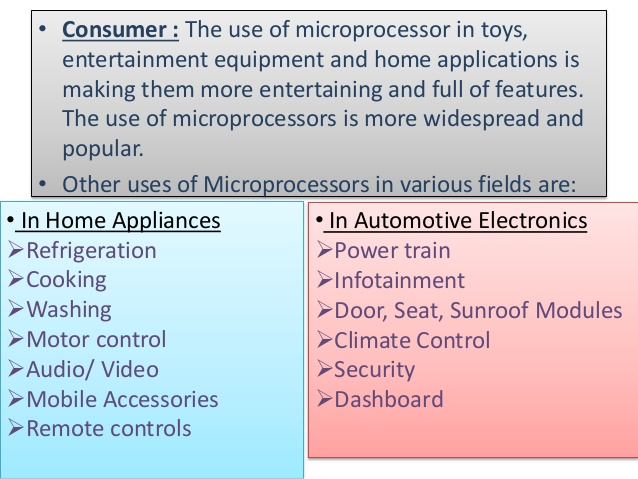 • Consumer : The use of microprocessor in toys,
entertainment equipment and home applications is
making them more entertaining and full of features.
The use of microprocessors is more widespread and
popular.
• Other uses of Microprocessors in various fields are:
• In Home Appliances
➢Refrigeration
➢Cooking
➢Washing
➢Motor control
➢Audio/ Video
➢Mobile Accessories
➢Remote controls
• In Automotive Electronics
➢Power train
➢Infotainment
➢Door, Seat, Sunroof Modules
➢Climate Control
➢Security
➢Dashboard